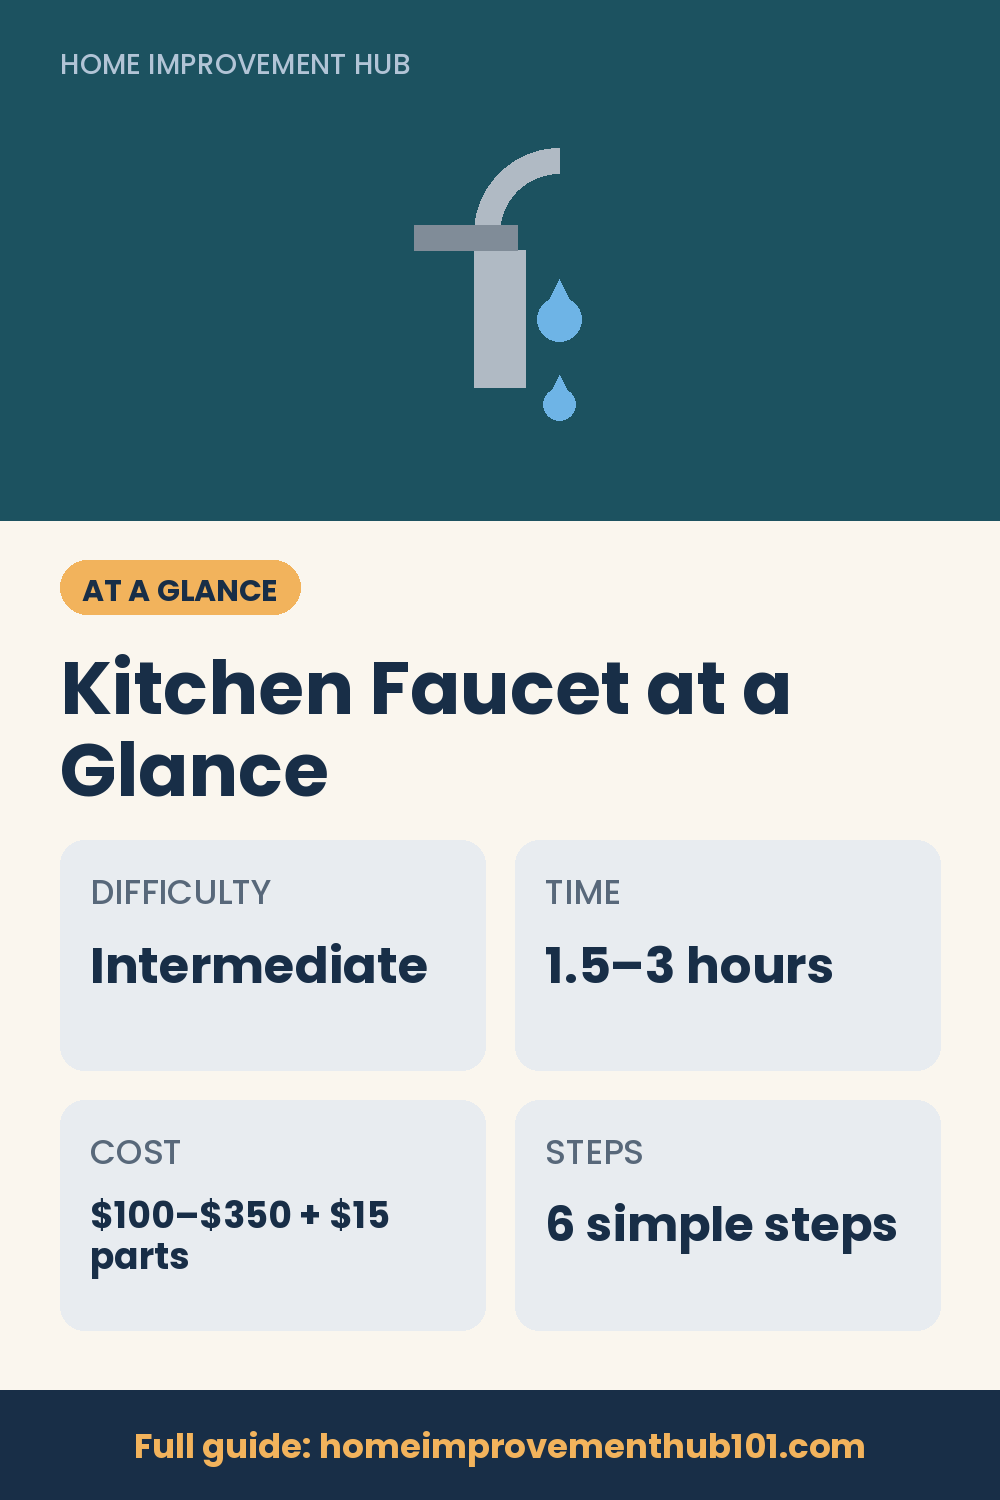 HOME IMPROVEMENT HUB
AT A GLANCE
Kitchen Faucet at a
Glance
DIFFICULTY
Intermediate
TIME
1.5–3 hours
COST
$100–$350 + $15
parts
STEPS
6 simple steps
Full guide: homeimprovementhub101.com